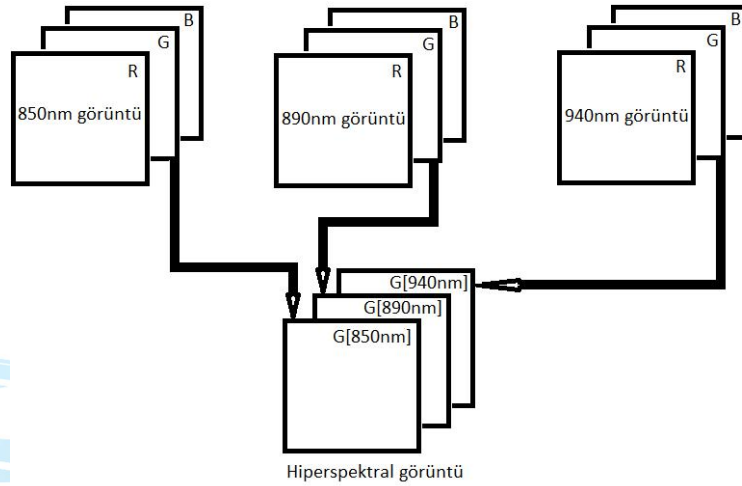 B
G
R
850nm görüntü
B
G
R
890nm görüntü
B
G
R
940nm görüntü
G[940nm]
G[890nm]
G[850nm]
Hiperspektral görüntü